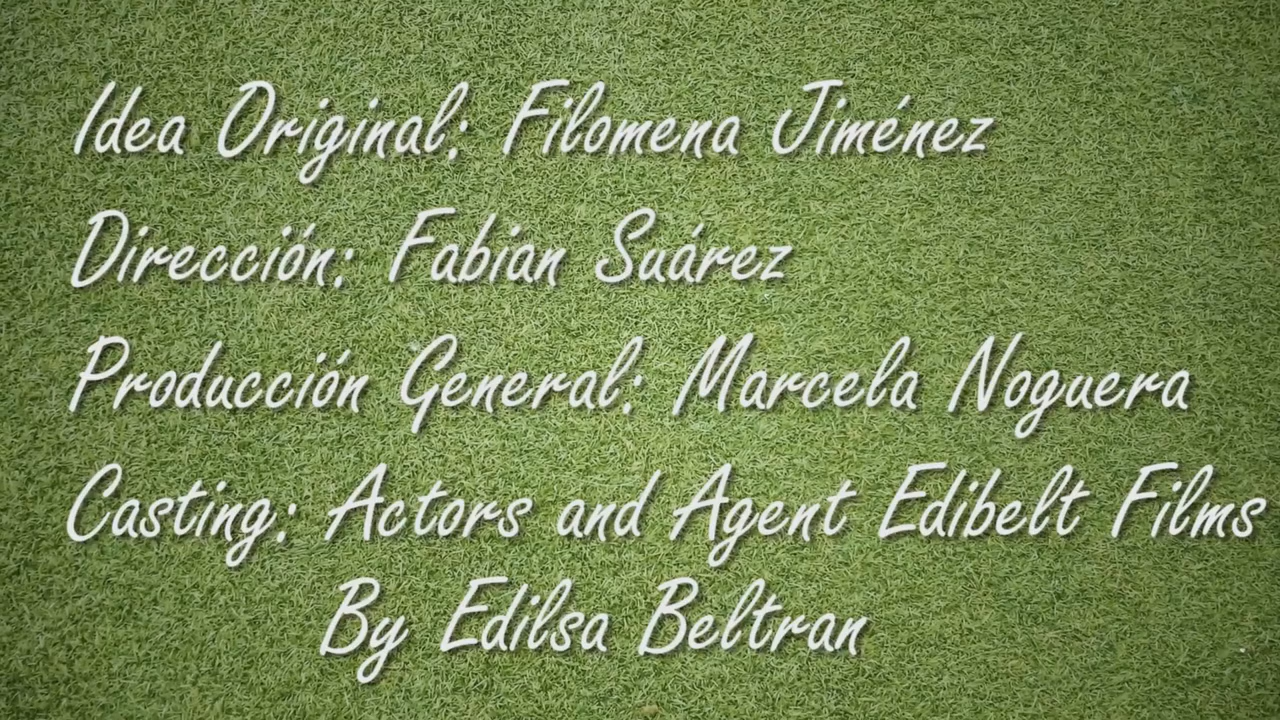 Idea Original: Filomena Jiménez
Dirección: Fabian Suárez
Producción General: Marcela Noguera
Casting: Actors and Agent Edibelt Films
By Edilsa Beltran